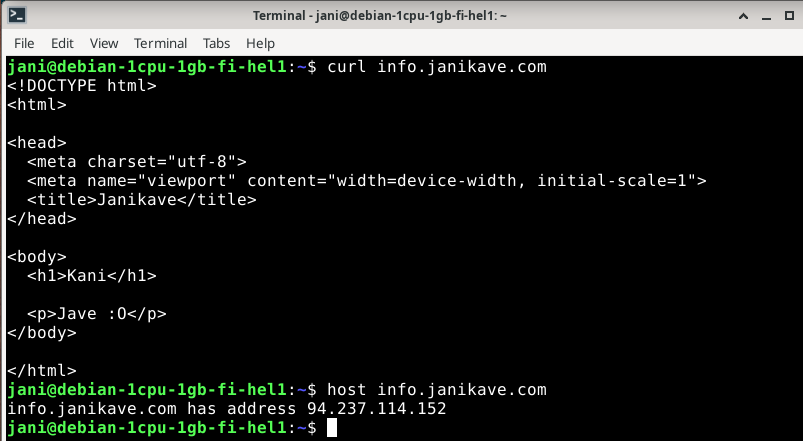 Terminal - jani@debian-1cpu-1gb-fi-hel1: ~
File Edit View Terminal Tabs Help
jani@debian-1cpu-1gb-fi-hel1:~$ curl info.janikave.com
<!DOCTYPE html>
<html>
<head>
  <meta charset="utf-8">
  <meta name="viewport" content="width=device-width, initial-scale=1">
  <title>Janikave</title>
</head>
<body>
  <h1>Kani</h1>
  <p>Jave :O</p>
</body>
</html>
jani@debian-1cpu-1gb-fi-hel1:~$ host info.janikave.com
info.janikave.com has address 94.237.114.152
jani@debian-1cpu-1gb-fi-hel1:~$